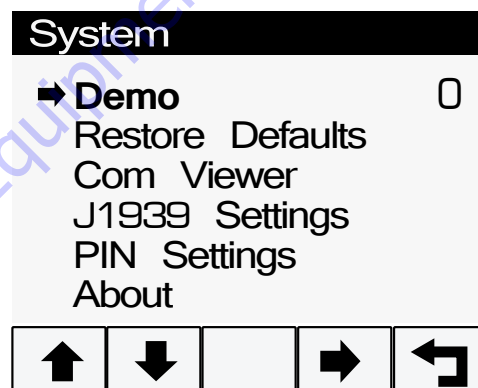 System
Demo 0
Restore Defaults
Com Viewer
J1939 Settings
PIN Settings
About